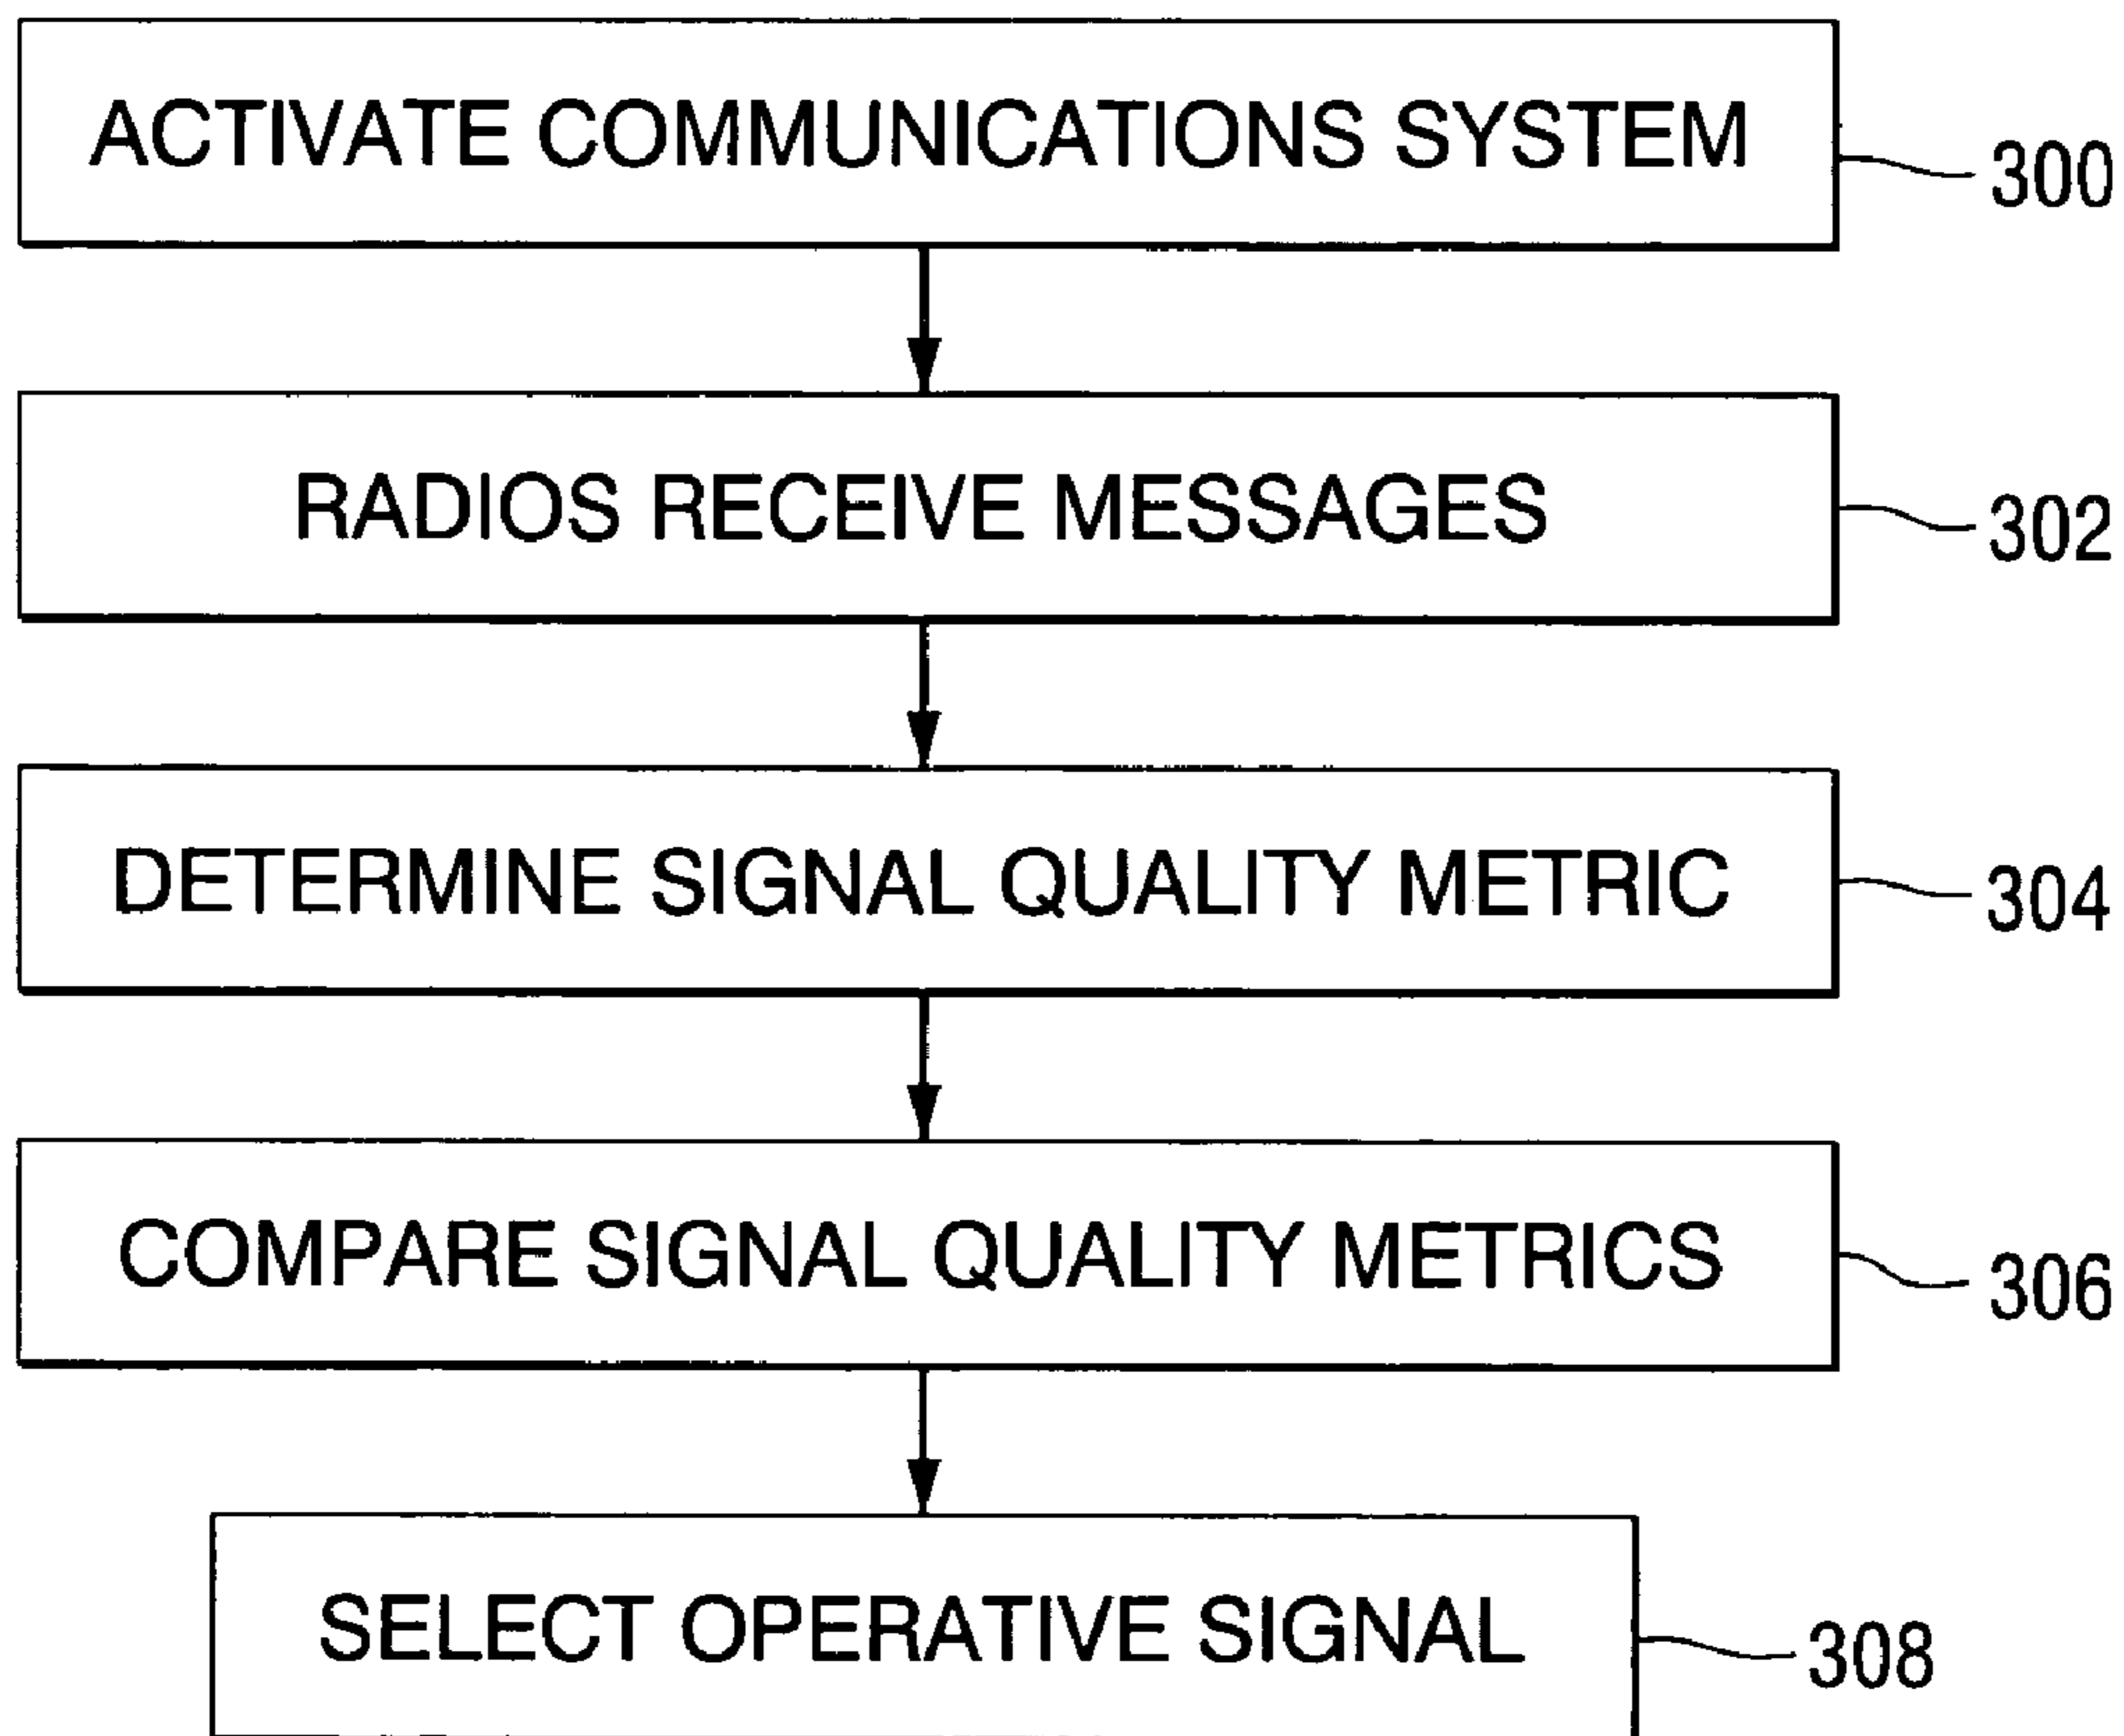 ACTIVATE COMMUNICATIONS SYSTEM
300
RADIOS RECEIVE MESSAGES
302
DETERMINE SIGNAL QUALITY METRIC
304
COMPARE SIGNAL QUALITY METRICS
306
SELECT OPERATIVE SIGNAL
308